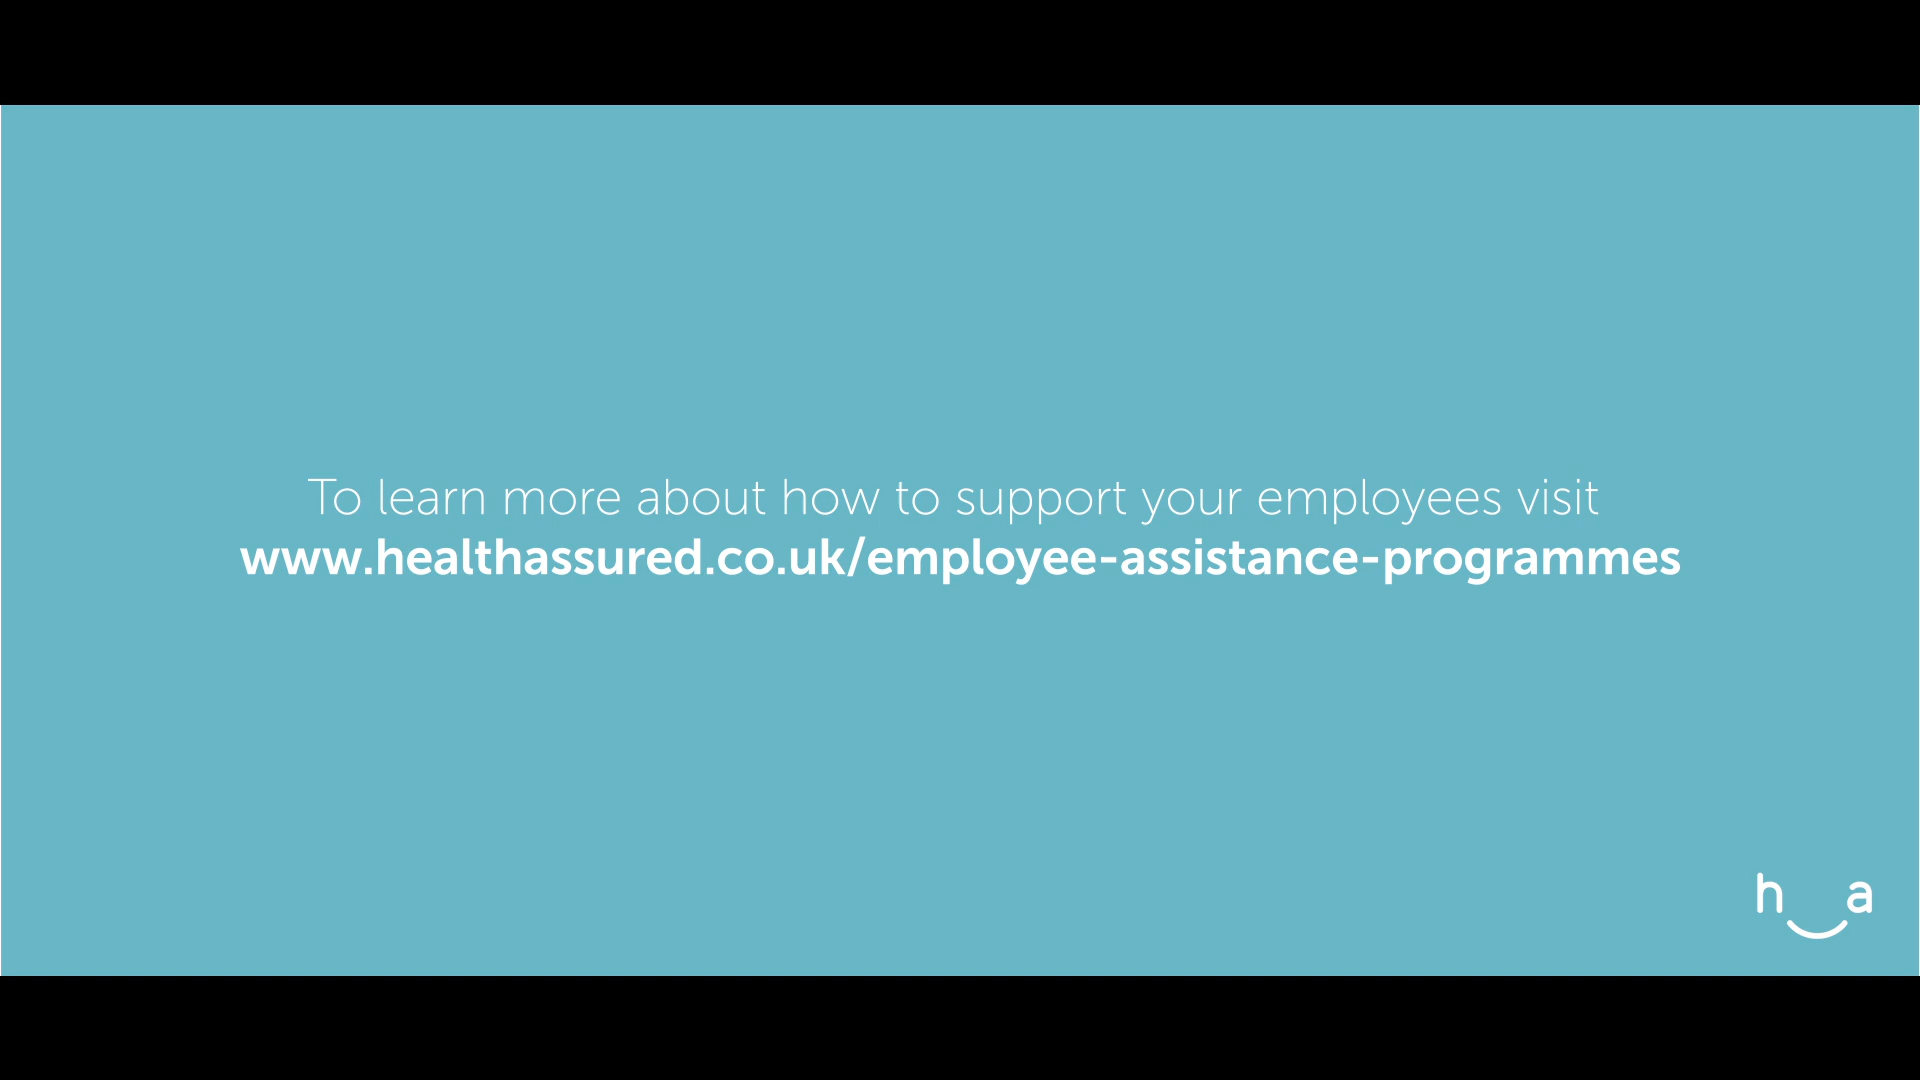 To learn more about how to support your employees visit
www.healthassured.co.uk/employee-assistance-programmes
h a